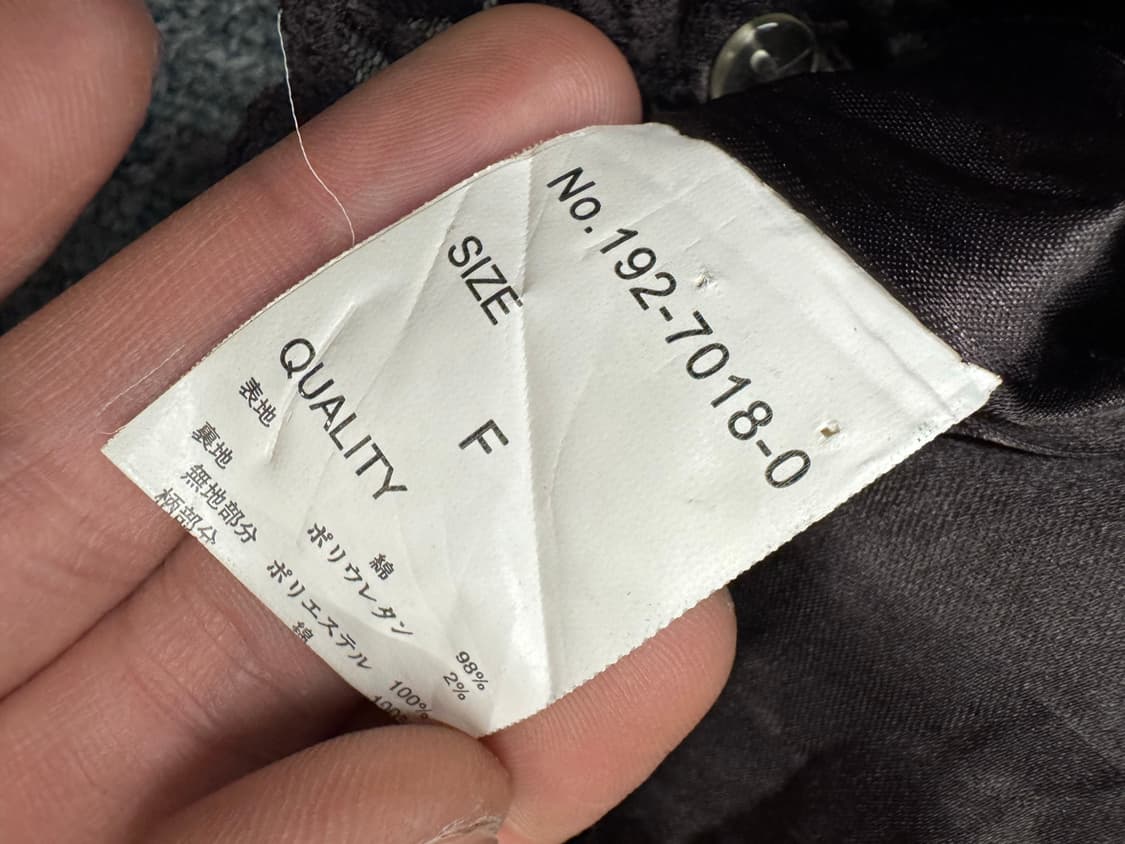 No.192-7018-0
SIZE F
QUALITY
表地 綿 98%
ポリウレタン 2%
裏地
無地部分 ポリエステル 100%
柄部分 綿 100%